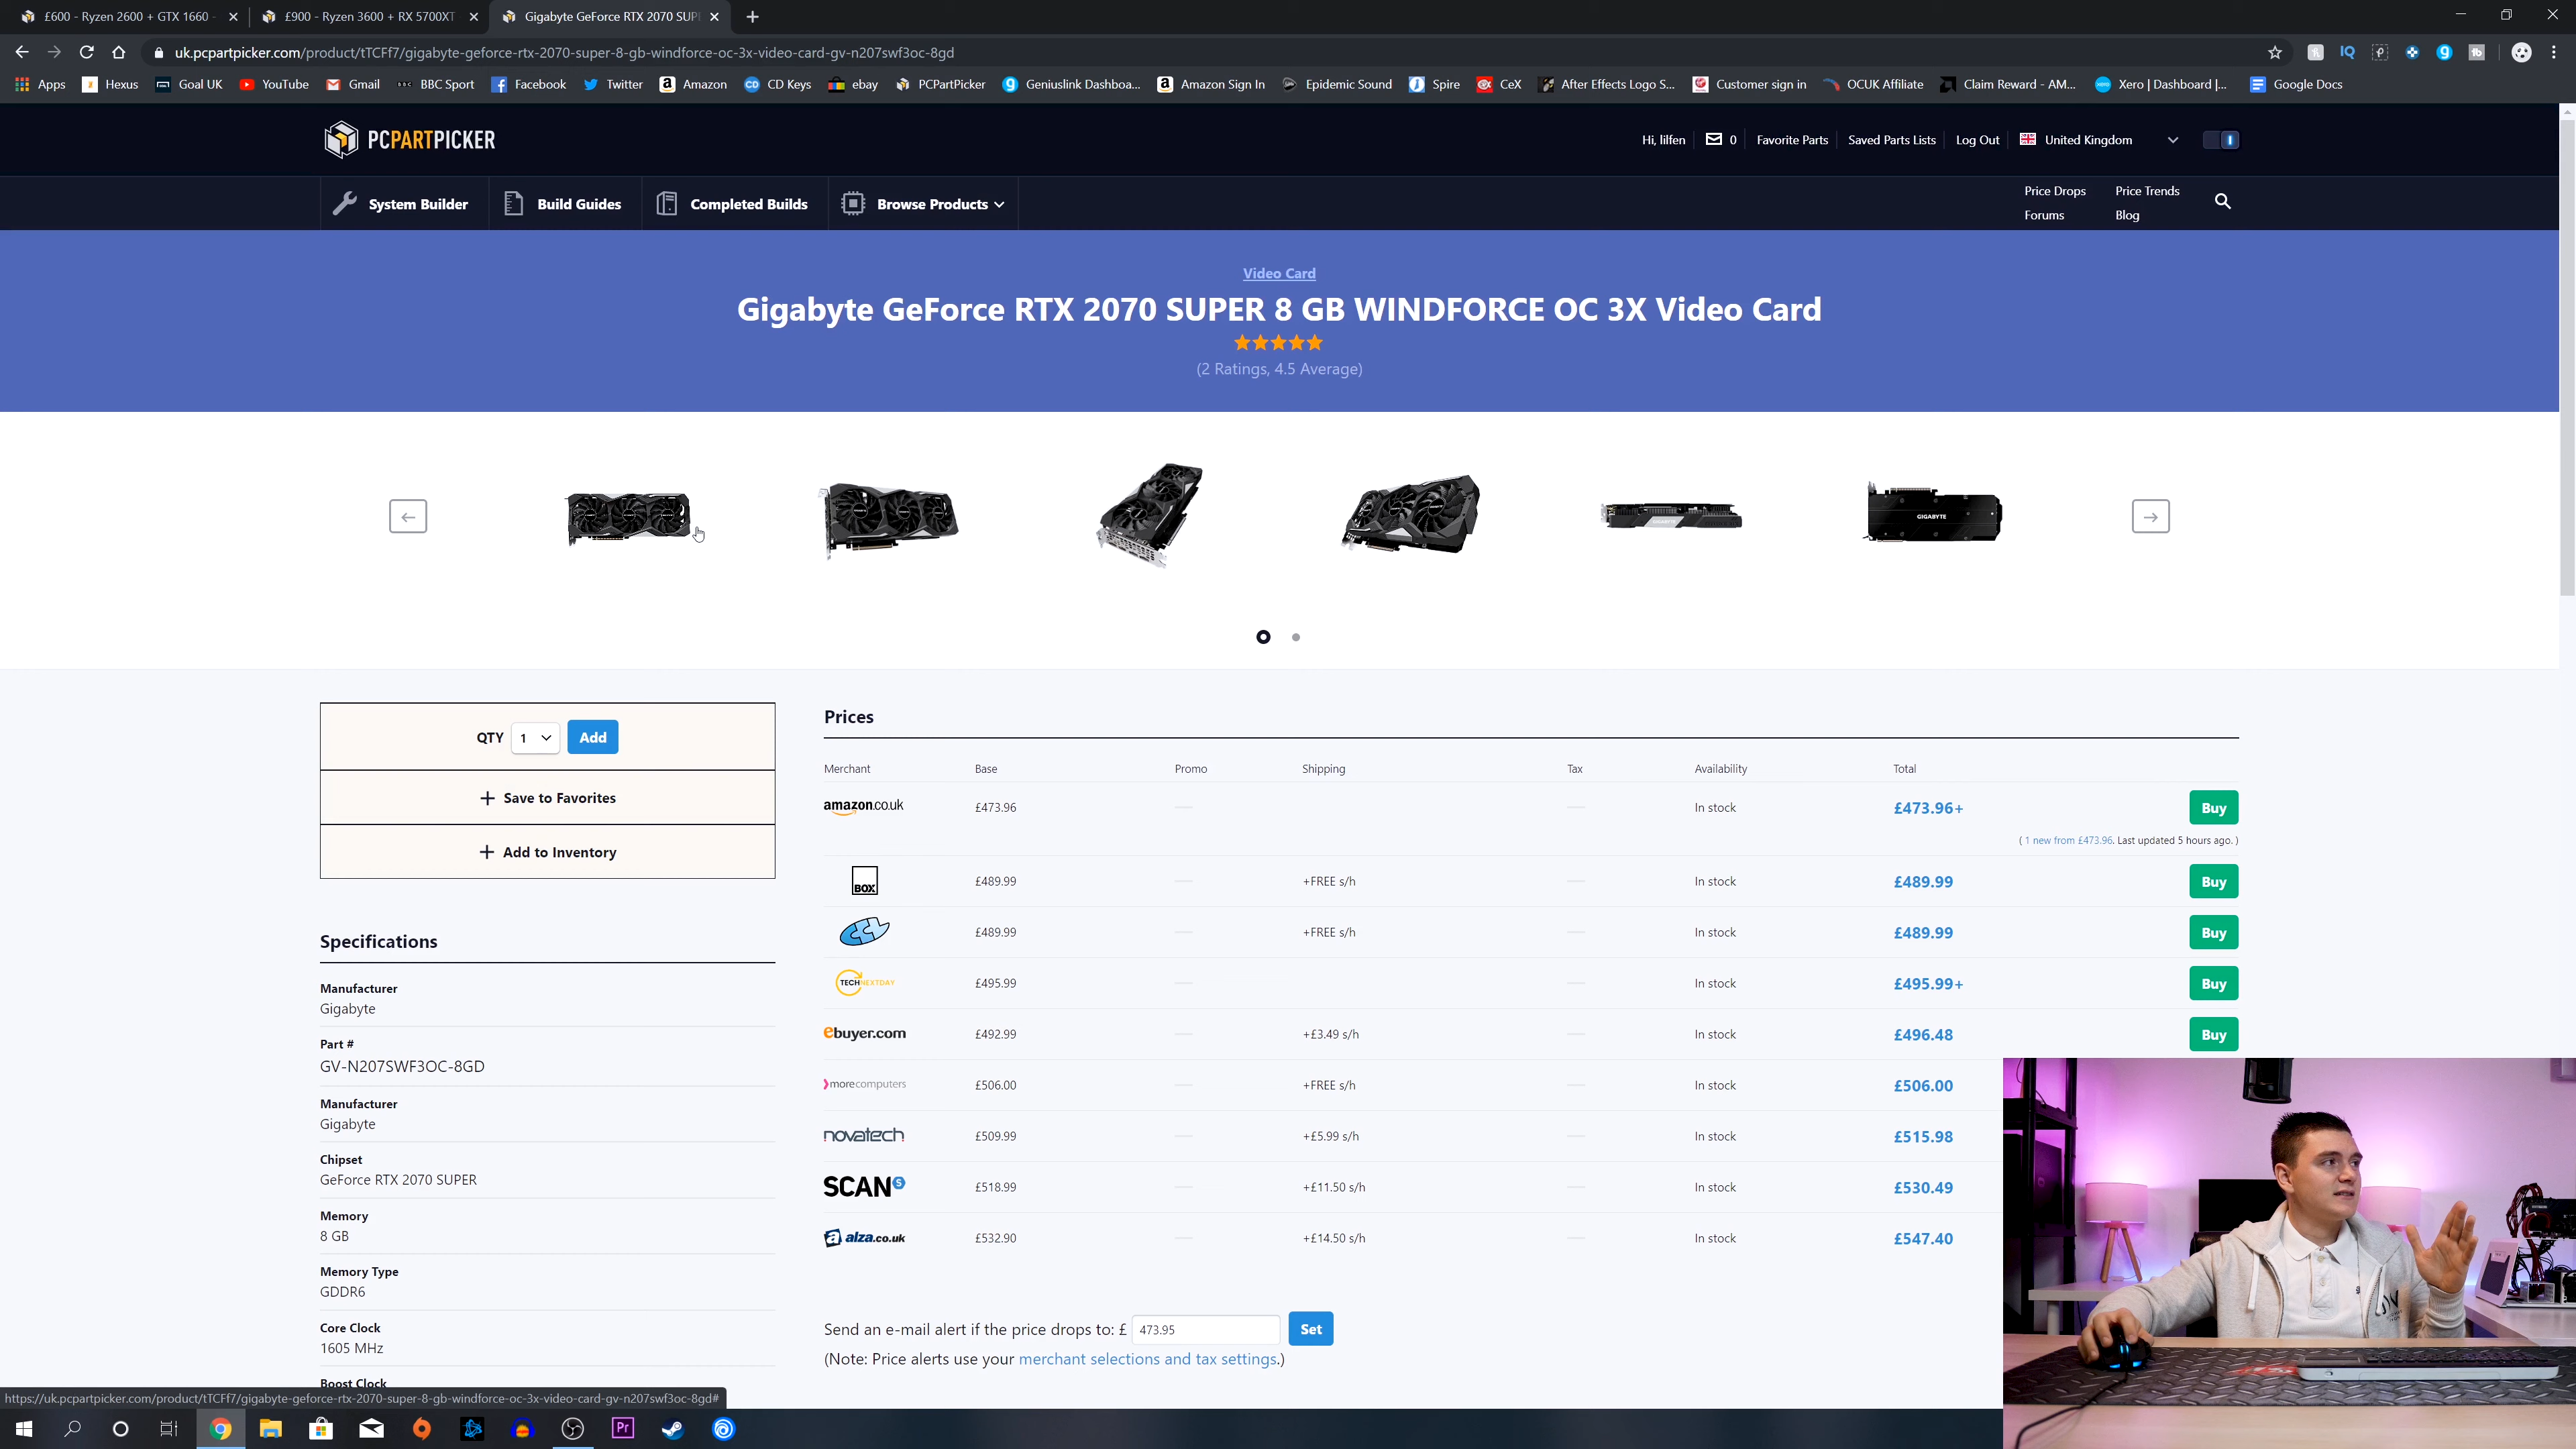 £600 - Ryzen 2600 + GTX 1660 -
£900 - Ryzen 3600 + RX 5700XT
Gigabyte GeForce RTX 2070 SUP
uk.pcpartpicker.com/product/tTCFf7/gigabyte-geforce-rtx-2070-super-8-gb-windforce-oc-3x-video-card-gv-n207swf3oc-8gd
Apps Hexus Goal UK YouTube Gmail BBC Sport Facebook Twitter Amazon CD Keys ebay PCPartPicker Geniuslink Dashboa... Amazon Sign In Epidemic Sound Spire CeX After Effects Logo S... Customer sign in OCUK Affiliate Claim Reward - AM... Xero | Dashboard |... Google Docs
PCPARTPICKER
Hi, lilfen 0 Favorite Parts Saved Parts Lists Log Out United Kingdom
System Builder Build Guides Completed Builds Browse Products
Price Drops Price Trends
Forums Blog
Video Card
Gigabyte GeForce RTX 2070 SUPER 8 GB WINDFORCE OC 3X Video Card
(2 Ratings, 4.5 Average)
GIGABYTE
QTY 1 Add
+ Save to Favorites
+ Add to Inventory
Specifications
Manufacturer
Gigabyte
Part #
GV-N207SWF3OC-8GD
Manufacturer
Gigabyte
Chipset
GeForce RTX 2070 SUPER
Memory
8 GB
Memory Type
GDDR6
Core Clock
1605 MHz
Boost Clock
Prices
Merchant Base Promo Shipping Tax Availability Total
amazon.co.uk £473.96 In stock £473.96+ Buy
( 1 new from £473.96. Last updated 5 hours ago. )
BOX £489.99 +FREE s/h In stock £489.99 Buy
CCL £489.99 +FREE s/h In stock £489.99 Buy
TECHNEXTDAY £495.99 In stock £495.99+ Buy
ebuyer.com £492.99 +£3.49 s/h In stock £496.48 Buy
morecomputers £506.00 +FREE s/h In stock £506.00
novatech £509.99 +£5.99 s/h In stock £515.98
SCAN S £518.99 +£11.50 s/h In stock £530.49
alza.co.uk £532.90 +£14.50 s/h In stock £547.40
Send an e-mail alert if the price drops to: £ 473.95 Set
(Note: Price alerts use your merchant selections and tax settings.)
https://uk.pcpartpicker.com/product/tTCFf7/gigabyte-geforce-rtx-2070-super-8-gb-windforce-oc-3x-video-card-gv-n207swf3oc-8gd#
Pr